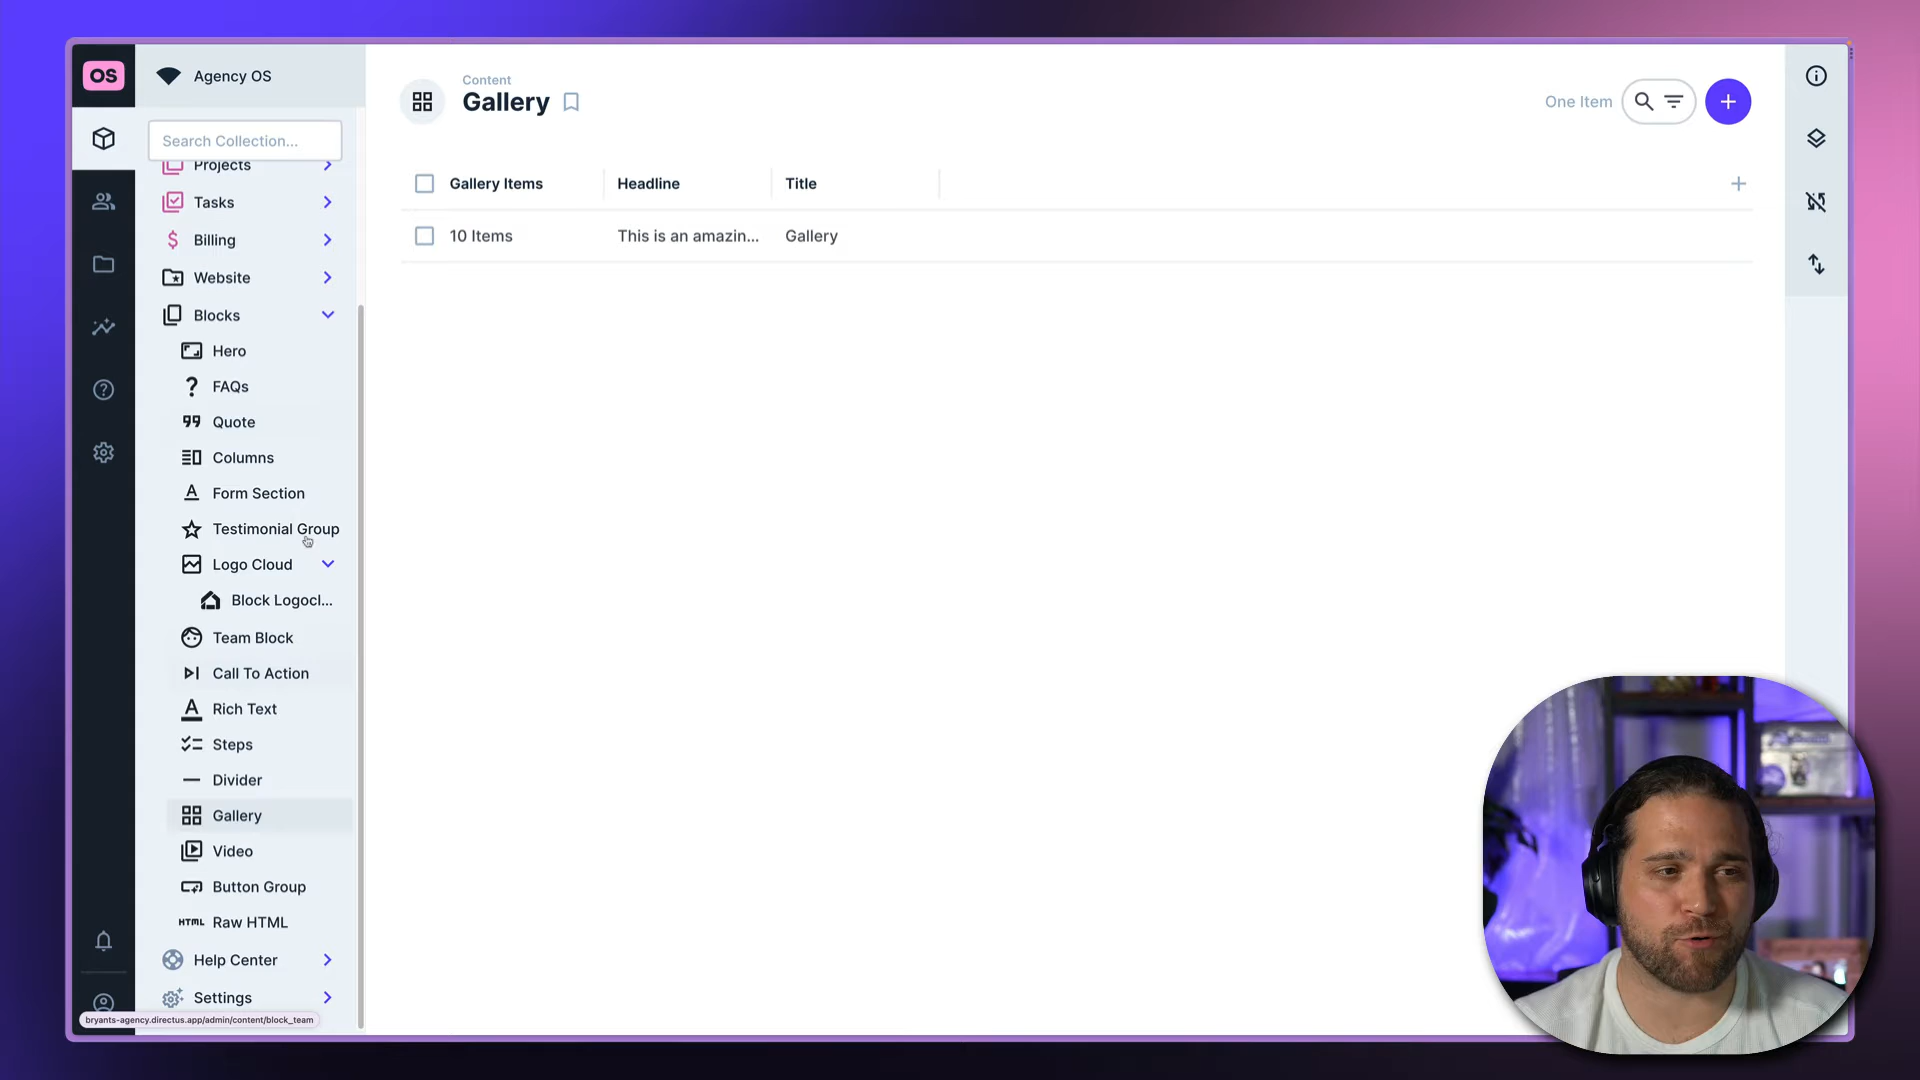 OS
Agency OS
Search Collection...
Projects
Tasks
Billing
Website
Blocks
Hero
FAQs
Quote
Columns
Form Section
Testimonial Group
Logo Cloud
Block Logocl...
Team Block
Call To Action
Rich Text
Steps
Divider
Gallery
Video
Button Group
HTML Raw HTML
Help Center
Settings
bryants-agency.directus.app/admin/content/block_team
Content
Gallery
One Item
Gallery Items Headline Title
10 Items This is an amazin... Gallery